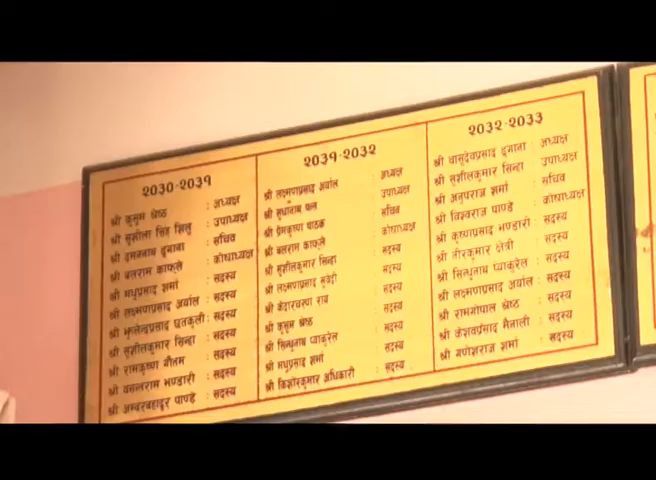 २०३०-२०३१
श्री कुसुम श्रेष्ठ : अध्यक्ष
श्री सुशीला सिंह सिलु : उपाध्यक्ष
श्री डुमाना : सचिव
श्री बलराम काफ्ले : कोषाध्यक्ष
श्री मधुप्रसाद शर्मा : सदस्य
श्री लक्ष्मणप्रसाद अर्याल : सदस्य
श्री भूपेन्द्रप्रसाद : सदस्य
श्री सुशीलकुमार सिन्हा : सदस्य
श्री रामकृष्ण गौतम : सदस्य
श्री वसन्तराम भण्डारी : सदस्य
श्री अम्बरबहादुर पाण्डे : सदस्य
२०३१-२०३२
श्री लक्ष्मणप्रसाद अर्याल : अध्यक्ष
श्री : उपाध्यक्ष
श्री प्रेमकृष्ण पाठक : सचिव
श्री बलराम काफ्ले : कोषाध्यक्ष
श्री सुशीलकुमार सिन्हा : सदस्य
श्री लक्ष्मणप्रसाद सुवेदी : सदस्य
श्री केदारवस्था राय : सदस्य
श्री कुसुम श्रेष्ठ : सदस्य
श्री सिन्धुनाथ प्याकुरेल : सदस्य
श्री मधुप्रसाद शर्मा : सदस्य
श्री किशोरकुमार अधिकारी : सदस्य
२०३२-२०३३
श्री वासुदेवप्रसाद ढुंगाना : अध्यक्ष
श्री सुशीलकुमार सिन्हा : उपाध्यक्ष
श्री अनुपराज शर्मा : सचिव
श्री विश्वराज पाण्डे : कोषाध्यक्ष
श्री कृष्णप्रसाद भण्डारी : सदस्य
श्री तीरकुमार क्षेत्री : सदस्य
श्री सिन्धुनाथ प्याकुरेल : सदस्य
श्री लक्ष्मणप्रसाद अर्याल : सदस्य
श्री रामगोपाल श्रेष्ठ : सदस्य
श्री केशवप्रसाद मैनाली : सदस्य
श्री गणेशराज शर्मा : सदस्य